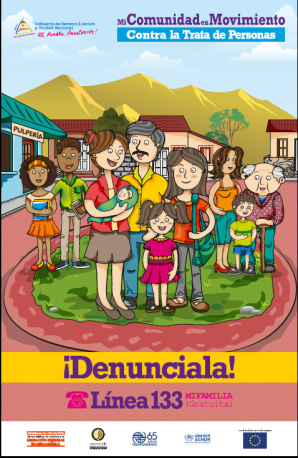 Gobierno de Reconciliación
y Unidad Nacional
El Pueblo, Presidente!
Mi Comunidad en Movimiento
Contra la Trata de Personas
PULPERÍA
¡Denunciala!
Línea 133 MIFAMILIA
(Gratuita)
65